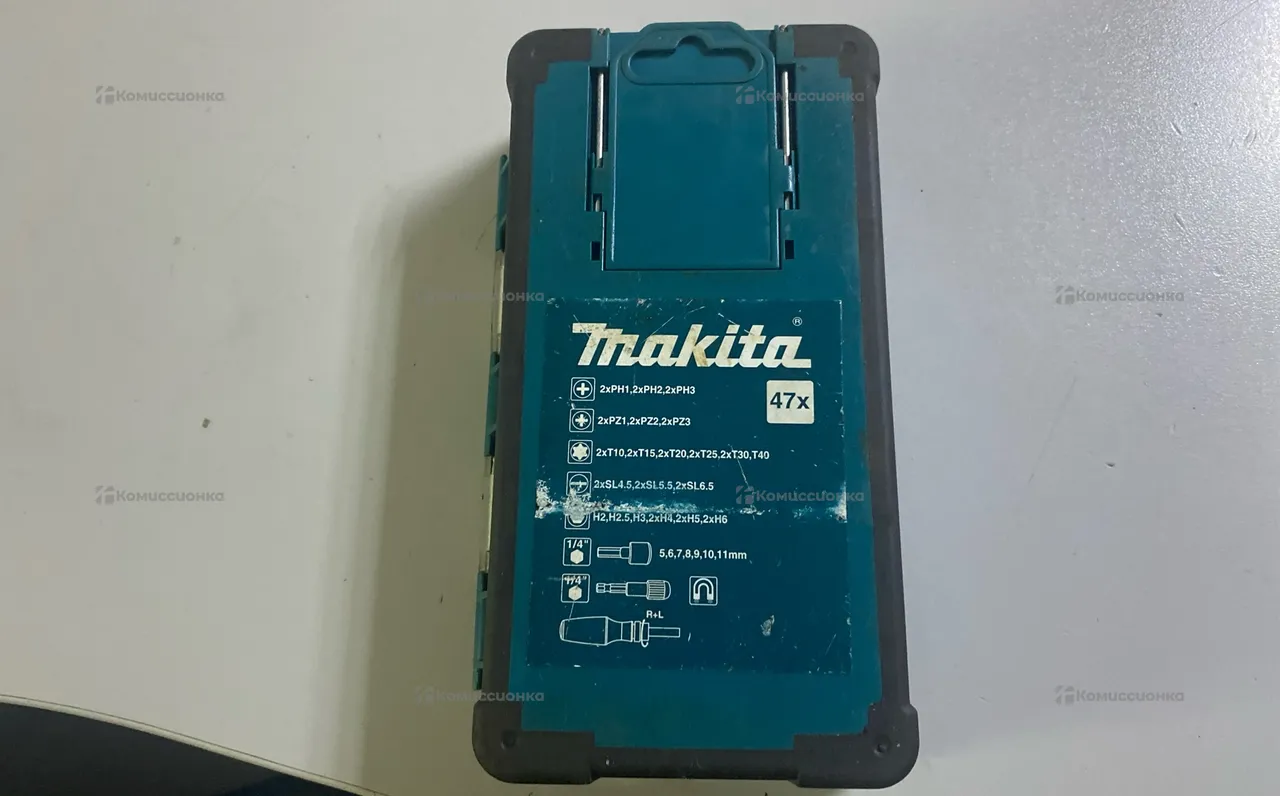 Комиссионка
Комиссионка
Комиссионка
Комиссионка
makita®
2xPH1,2xPH2,2xPH3
47x
2xPZ1,2xPZ2,2xPZ3
2xT10,2xT15,2xT20,2xT25,2xT30,T40
2xSL4.5,2xSL5.5,2xSL6.5
Комиссионка
Комиссионка
H2,H2.5,H3,2xH4,2xH5,2xH6
1/4" 5,6,7,8,9,10,11mm
1/4"
R+L
Комиссионка
Комиссионка